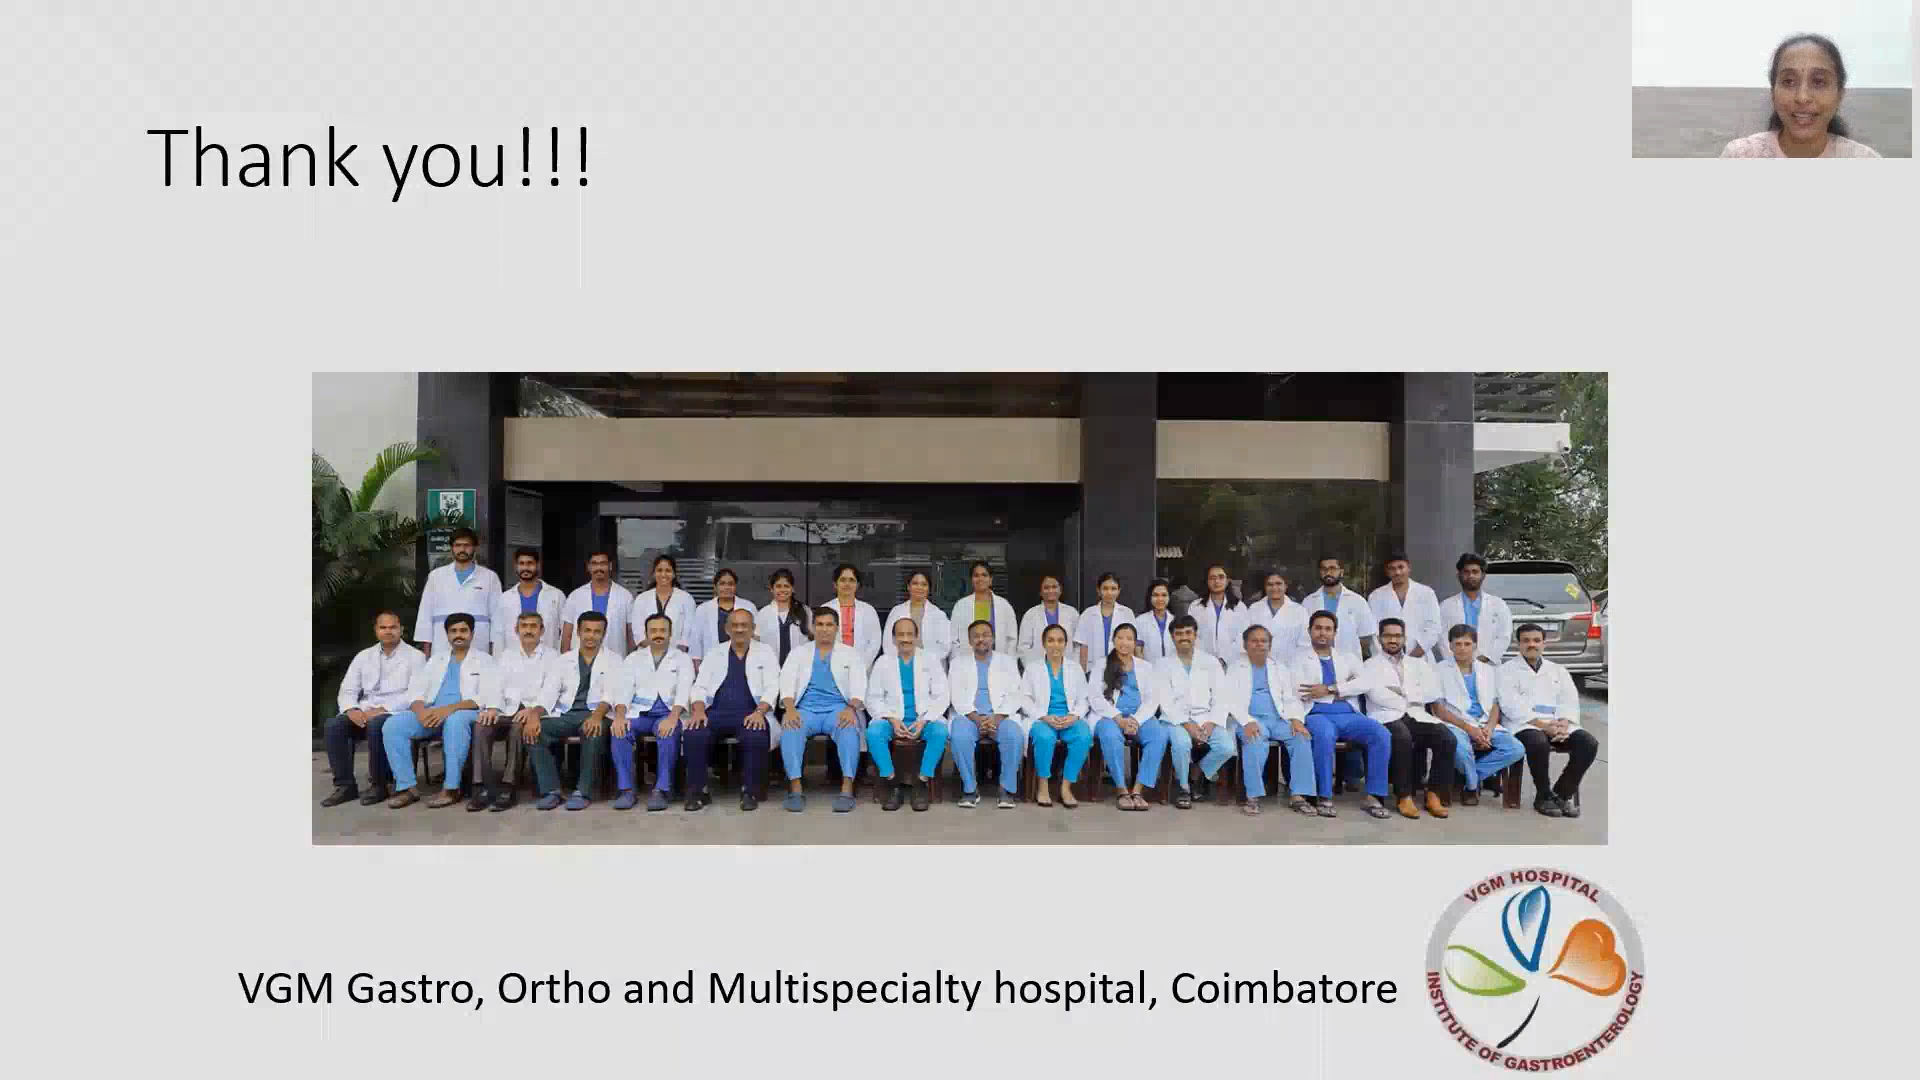 Thank you!!!
VGM Gastro, Ortho and Multispecialty hospital, Coimbatore
VGM HOSPITAL
INSTITUTE OF GASTROENTEROLOGY